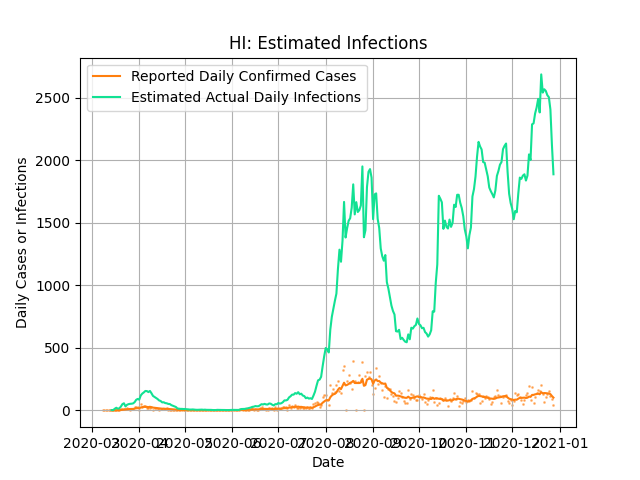 HI: Estimated Infections
Reported Daily Confirmed Cases
Estimated Actual Daily Infections
Daily Cases or Infections
2500
2000
1500
1000
500
0
2020-03 2020-04 2020-05 2020-06 2020-07 2020-08 2020-09 2020-10 2020-11 2020-12 2021-01
Date